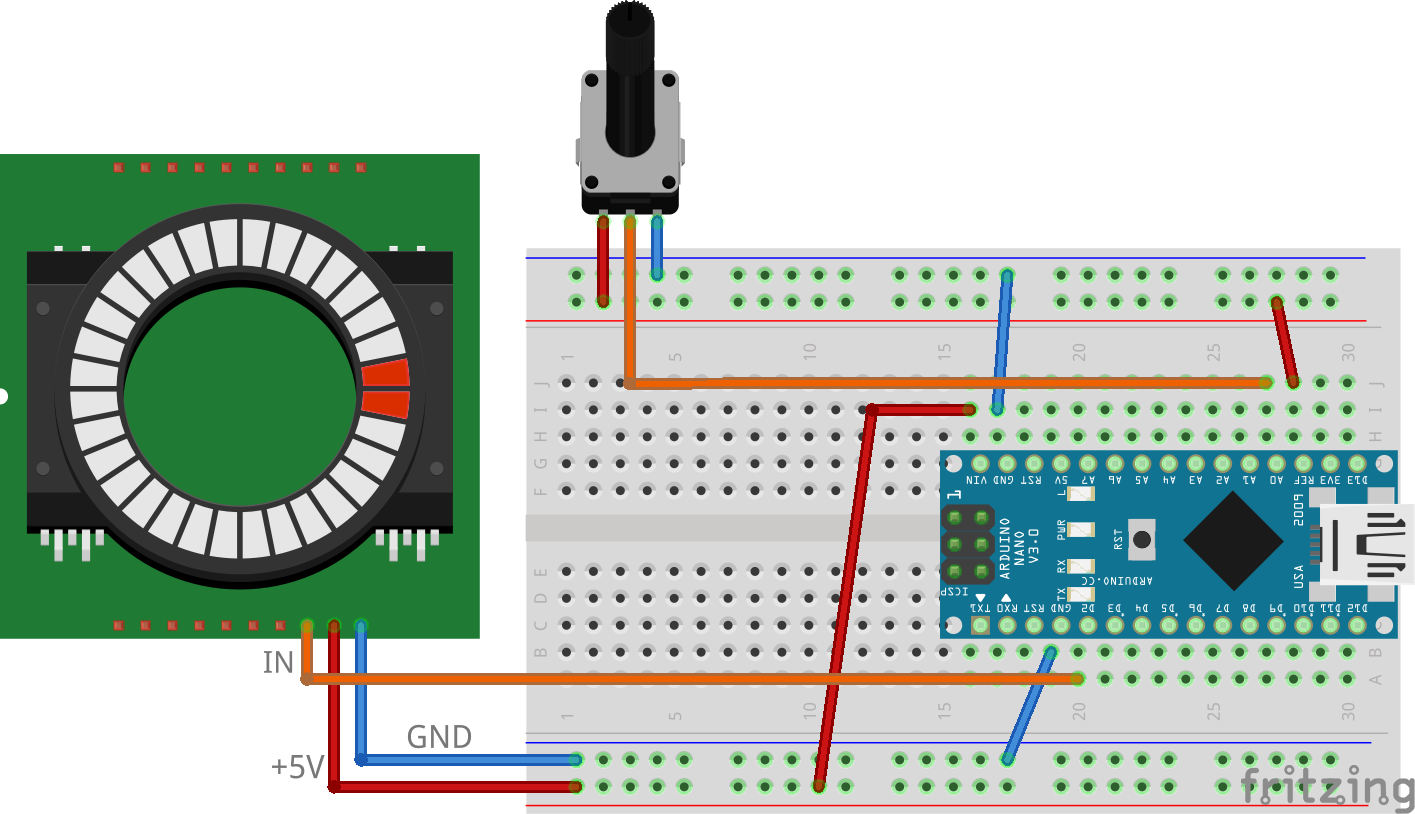 1 5 10 15 20 25 30
J J
I I
H H
G G
F
VIN GND RST 5V A7 A6 A5 A4 A3 A2 A1 A0 REF 3V3 D13
1
L
PWR
RX
TX
RST
ARDUINO
NANO
V3.0
ICSP
ARDUINO.CC
2009
USA
TX1 RX0 RST GND D2 D3 D4 D5 D6 D7 D8 D9 D10 D11 D12
E
D
C
B B
A
IN
1 5 10 15 20 25 30
GND
+5V
fritzing